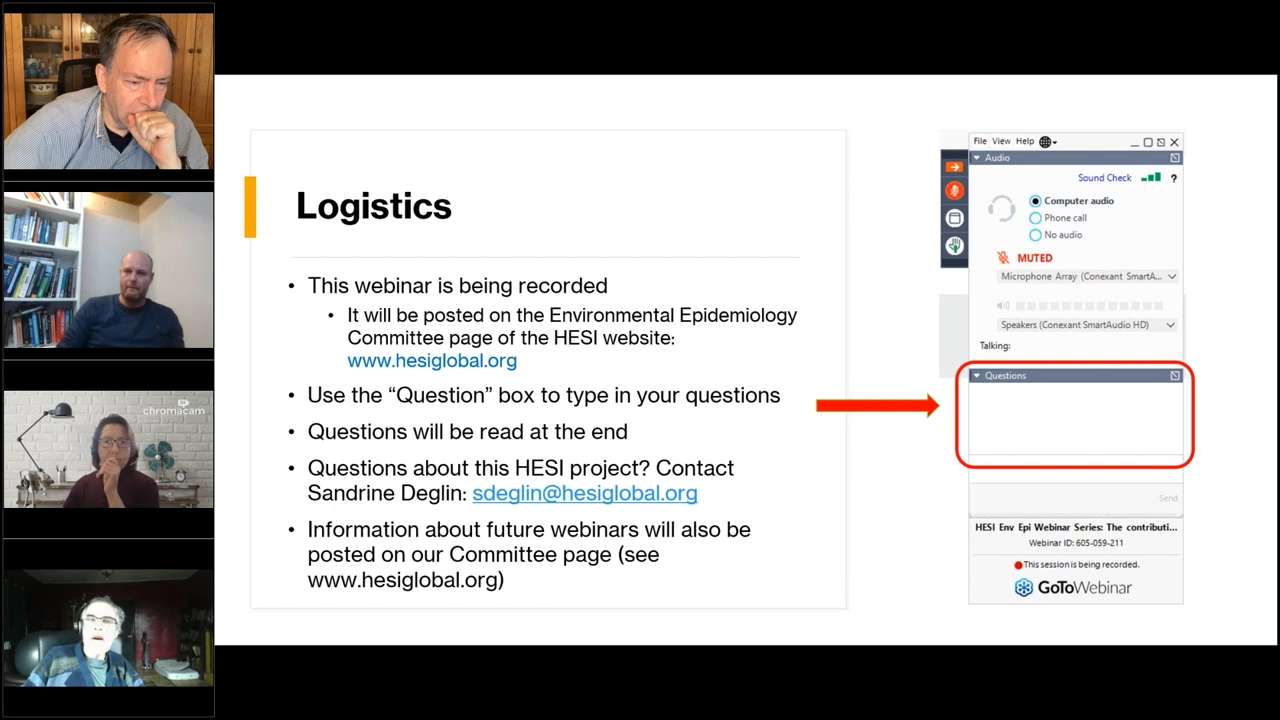 chromacam
Logistics
• This webinar is being recorded
• It will be posted on the Environmental Epidemiology
Committee page of the HESI website:
www.hesiglobal.org
• Use the “Question” box to type in your questions
• Questions will be read at the end
• Questions about this HESI project? Contact
Sandrine Deglin: sdeglin@hesiglobal.org
• Information about future webinars will also be
posted on our Committee page (see
www.hesiglobal.org)
File View Help
Audio
Sound Check ?
Computer audio
Phone call
No audio
MUTED
Microphone Array (Conexant SmartA...
Speakers (Conexant SmartAudio HD)
Talking:
Questions
Send
HESI Env Epi Webinar Series: The contributi...
Webinar ID: 605-059-211
This session is being recorded.
GoToWebinar